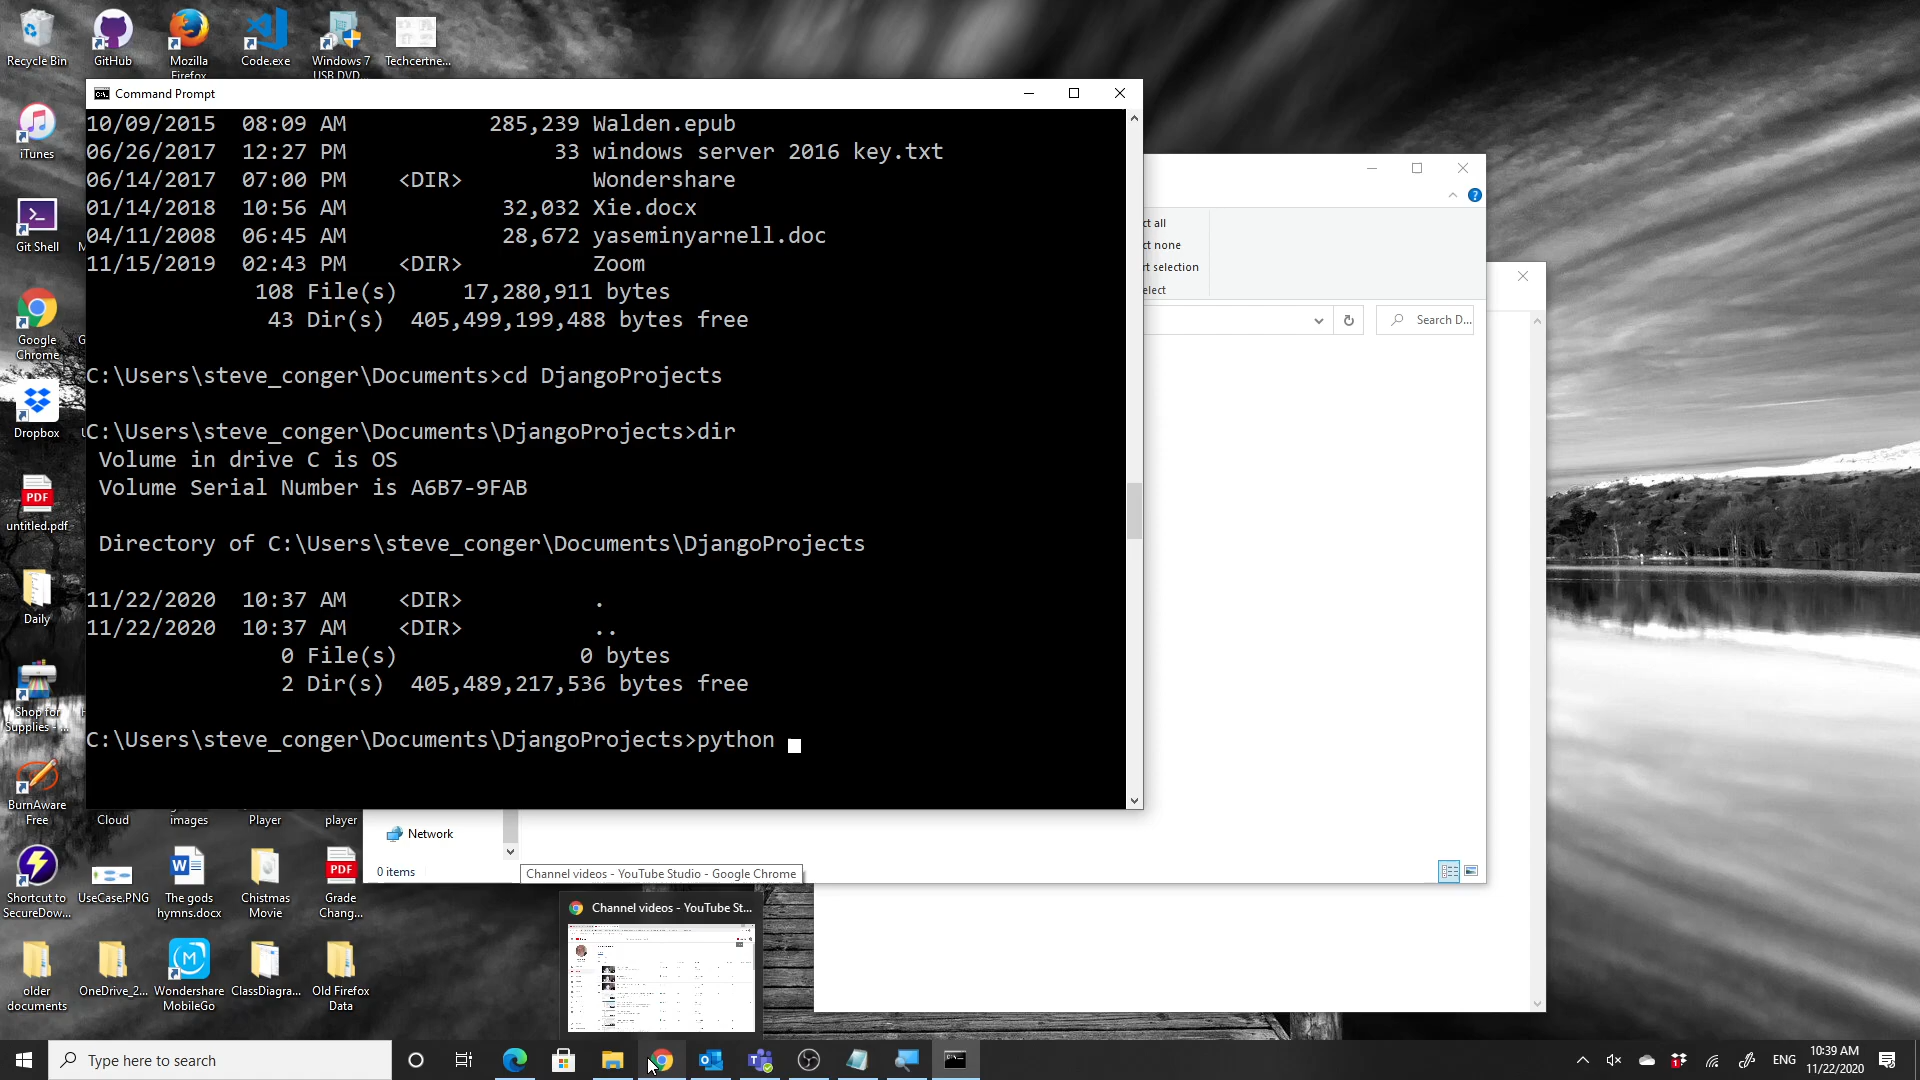 Recycle Bin
GitHub
Mozilla
Firefox
Code.exe
Windows 7
USB DVD...
Techcertne...
Command Prompt
10/09/2015  08:09 AM           285,239 Walden.epub
06/26/2017  12:27 PM                33 windows server 2016 key.txt
06/14/2017  07:00 PM    <DIR>          Wondershare
01/14/2018  10:56 AM            32,032 Xie.docx
04/11/2008  06:45 AM            28,672 yaseminyarnell.doc
11/15/2019  02:43 PM    <DIR>          Zoom
108 File(s)     17,280,911 bytes
43 Dir(s)  405,499,199,488 bytes free
C:\Users\steve_conger\Documents>cd DjangoProjects
C:\Users\steve_conger\Documents\DjangoProjects>dir
Volume in drive C is OS
Volume Serial Number is A6B7-9FAB
Directory of C:\Users\steve_conger\Documents\DjangoProjects
11/22/2020  10:37 AM    <DIR>          .
11/22/2020  10:37 AM    <DIR>          ..
0 File(s)              0 bytes
2 Dir(s)  405,489,217,536 bytes free
C:\Users\steve_conger\Documents\DjangoProjects>python
ct all
ct none
rt selection
elect
Search D...
iTunes
Git Shell
Google
Chrome
Dropbox
PDF
untitled.pdf
Daily
Shop for
Supplies - ...
BurnAware
Free
Cloud
images
Player
player
Network
0 items
Channel videos - YouTube Studio - Google Chrome
Channel videos - YouTube St...
Shortcut to
SecureDow...
UseCase.PNG
The gods
hymns.docx
Chistmas
Movie
PDF
Grade
Chang...
older
documents
OneDrive_2...
Wondershare
MobileGo
ClassDiagra...
Old Firefox
Data
Type here to search
ENG
10:39 AM
11/22/2020